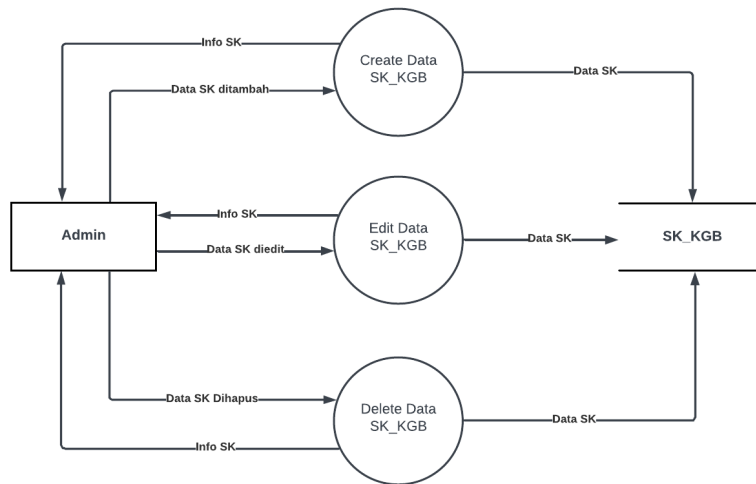 Info SK
Create Data
SK_KGB
Data SK
Data SK ditambah
Info SK
Edit Data
SK_KGB
Admin
Data SK
SK_KGB
Data SK diedit
Data SK Dihapus
Delete Data
SK_KGB
Data SK
Info SK